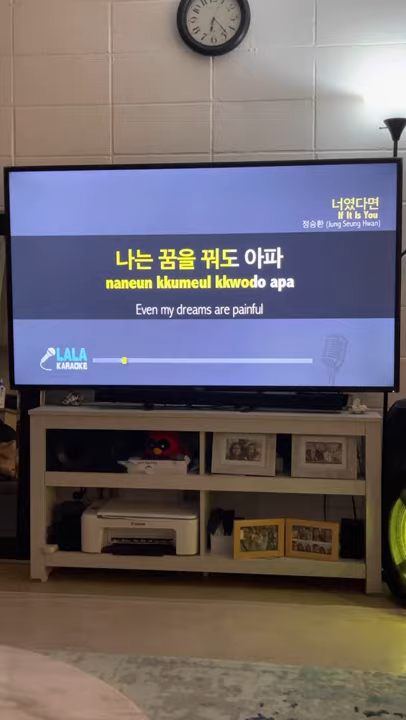 너였다면
If It Is You
정승환 (Jung Seung Hwan)
나는 꿈을 꿔도 아파
naneun kkumeul kkwodo apa
Even my dreams are painful
LALA
KARAOKE
Canon